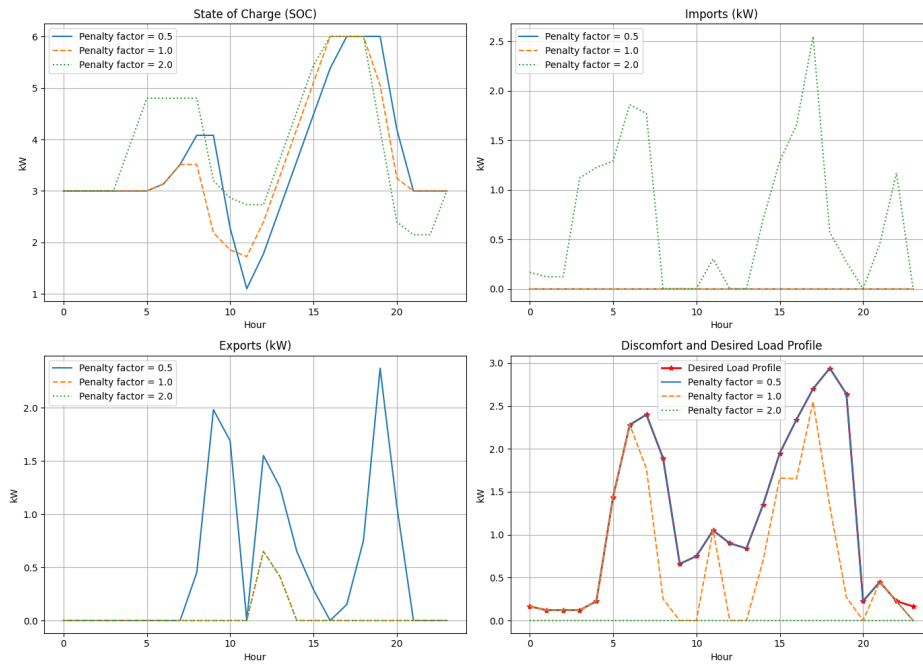 State of Charge (SOC)
kW
6
5
4
3
2
1
Penalty factor = 0.5
Penalty factor = 1.0
Penalty factor = 2.0
0 5 10 15 20
Hour
Imports (kW)
kW
2.5
2.0
1.5
1.0
0.5
0.0
Penalty factor = 0.5
Penalty factor = 1.0
Penalty factor = 2.0
0 5 10 15 20
Hour
Exports (kW)
kW
2.0
1.5
1.0
0.5
0.0
Penalty factor = 0.5
Penalty factor = 1.0
Penalty factor = 2.0
0 5 10 15 20
Hour
Discomfort and Desired Load Profile
kW
3.0
2.5
2.0
1.5
1.0
0.5
0.0
Desired Load Profile
Penalty factor = 0.5
Penalty factor = 1.0
Penalty factor = 2.0
0 5 10 15 20
Hour